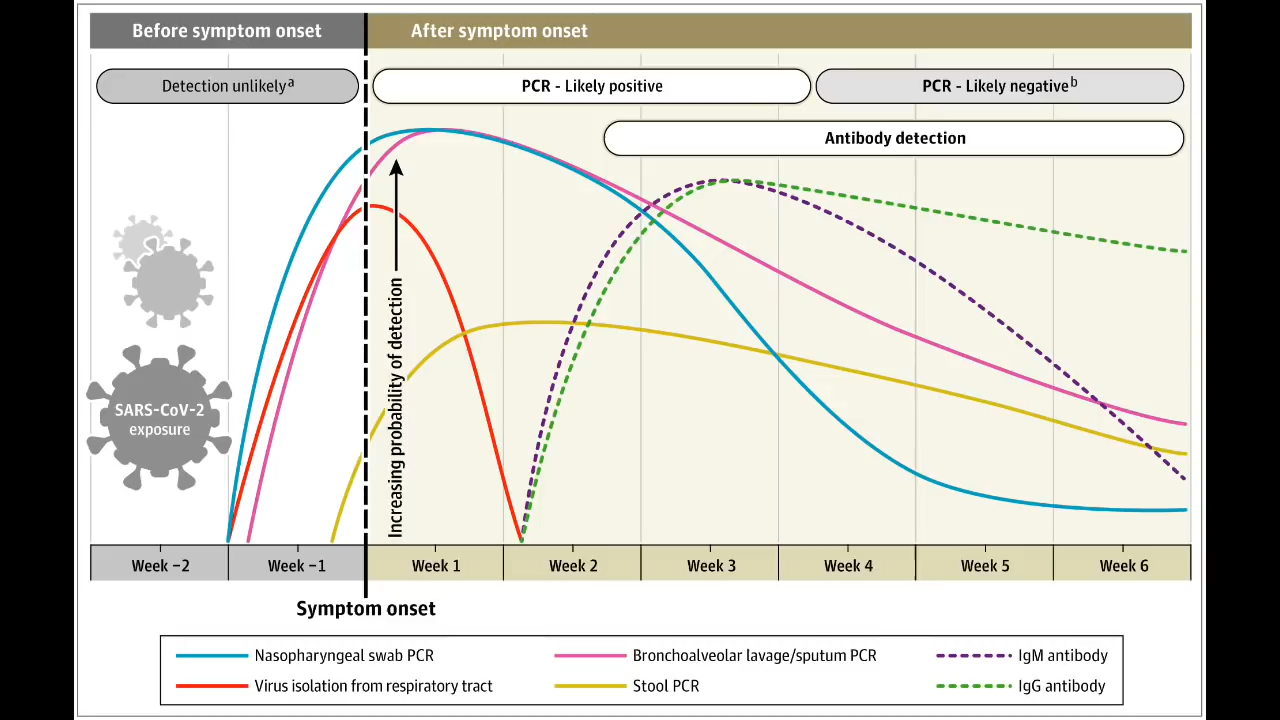 Before symptom onset
After symptom onset
Detection unlikelyᵃ
PCR - Likely positive
PCR - Likely negativeᵇ
Antibody detection
Increasing probability of detection
SARS-CoV-2
exposure
Week −2
Week −1
Week 1
Week 2
Week 3
Week 4
Week 5
Week 6
Symptom onset
Nasopharyngeal swab PCR
Bronchoalveolar lavage/sputum PCR
IgM antibody
Virus isolation from respiratory tract
Stool PCR
IgG antibody